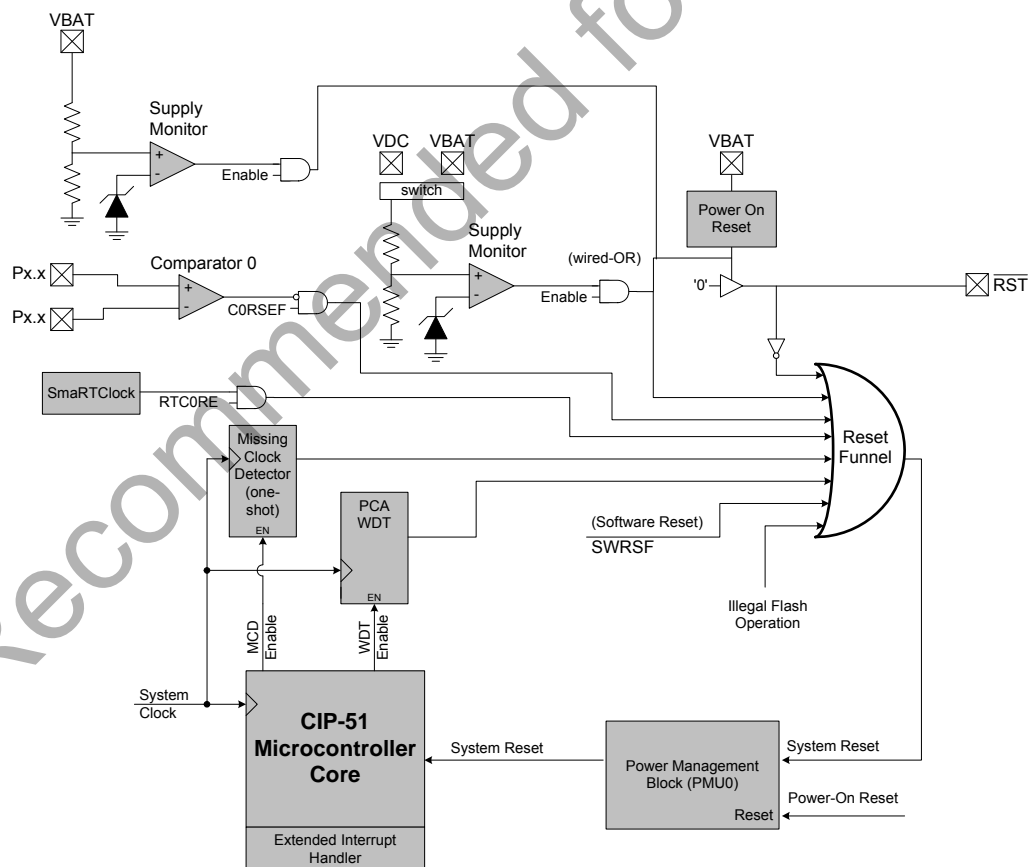 VBAT
Supply
Monitor
+
-
Enable
VDC
VBAT
switch
Supply
Monitor
+
-
(wired-OR)
Enable
VBAT
Power On
Reset
'0'
RST
Px.x
Px.x
Comparator 0
+
-
C0RSEF
SmaRTClock
RTC0RE
Missing
Clock
Detector
(one-
shot)
EN
PCA
WDT
EN
(Software Reset)
SWRSF
Reset
Funnel
Illegal Flash
Operation
MCD
Enable
WDT
Enable
System
Clock
CIP-51
Microcontroller
Core
Extended Interrupt
Handler
System Reset
Power Management
Block (PMU0)
Reset
System Reset
Power-On Reset
Recommended fo